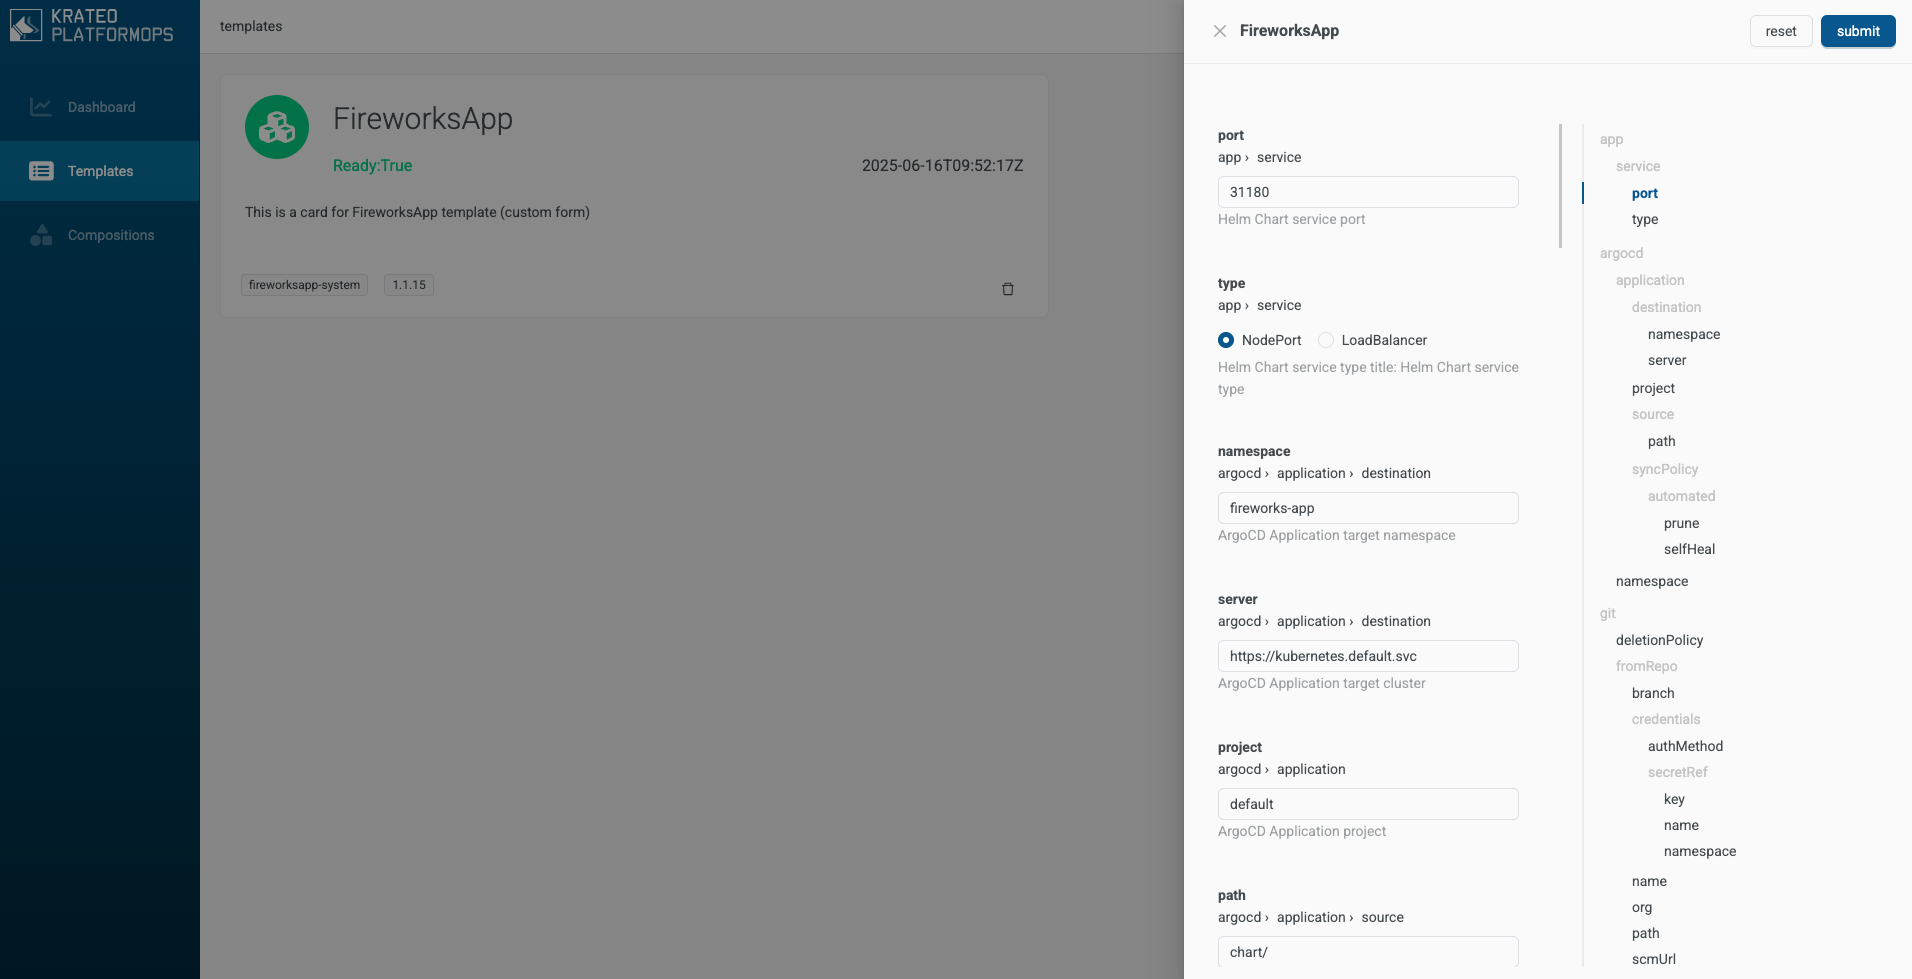 KRATEO
PLATFORMOPS
Dashboard
Templates
Compositions
templates
FireworksApp
Ready:True
2025-06-16T09:52:17Z
This is a card for FireworksApp template (custom form)
fireworksapp-system
1.1.15
FireworksApp
reset
submit
port
app › service
31180
Helm Chart service port
type
app › service
NodePort
LoadBalancer
Helm Chart service type title: Helm Chart service
type
namespace
argocd › application › destination
fireworks-app
ArgoCD Application target namespace
server
argocd › application › destination
https://kubernetes.default.svc
ArgoCD Application target cluster
project
argocd › application
default
ArgoCD Application project
path
argocd › application › source
chart/
app
service
port
type
argocd
application
destination
namespace
server
project
source
path
syncPolicy
automated
prune
selfHeal
namespace
git
deletionPolicy
fromRepo
branch
credentials
authMethod
secretRef
key
name
namespace
name
org
path
scmUrl